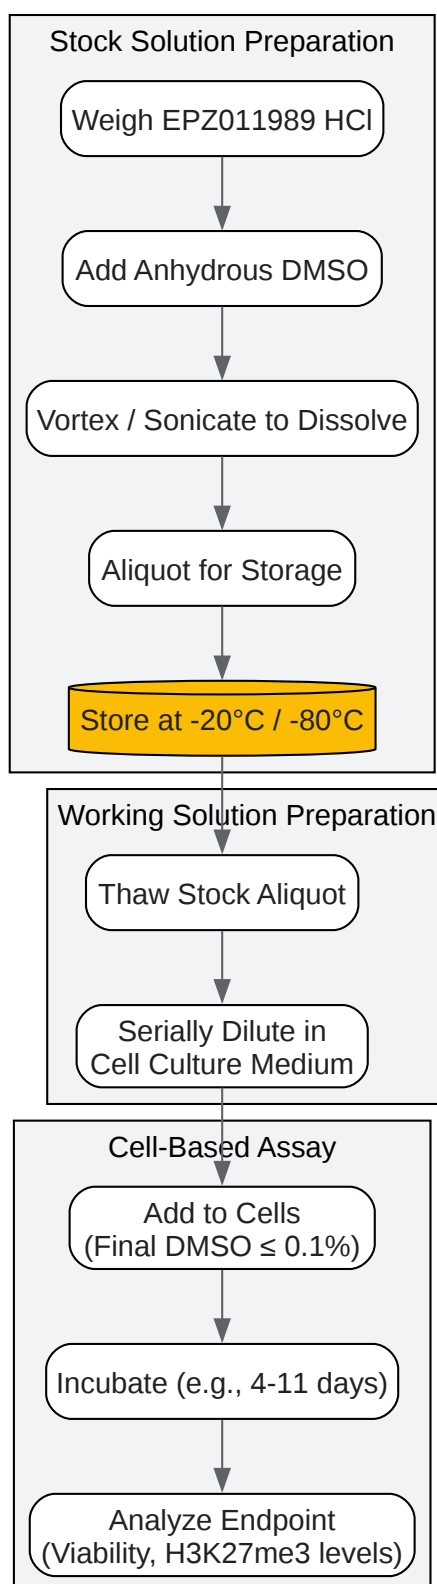 Stock Solution Preparation
Weigh EPZ011989 HCl
Add Anhydrous DMSO
Vortex / Sonicate to Dissolve
Aliquot for Storage
Store at -20°C / -80°C
Working Solution Preparation
Thaw Stock Aliquot
Serially Dilute in
Cell Culture Medium
Cell-Based Assay
Add to Cells
(Final DMSO ≤ 0.1%)
Incubate (e.g., 4-11 days)
Analyze Endpoint
(Viability, H3K27me3 levels)